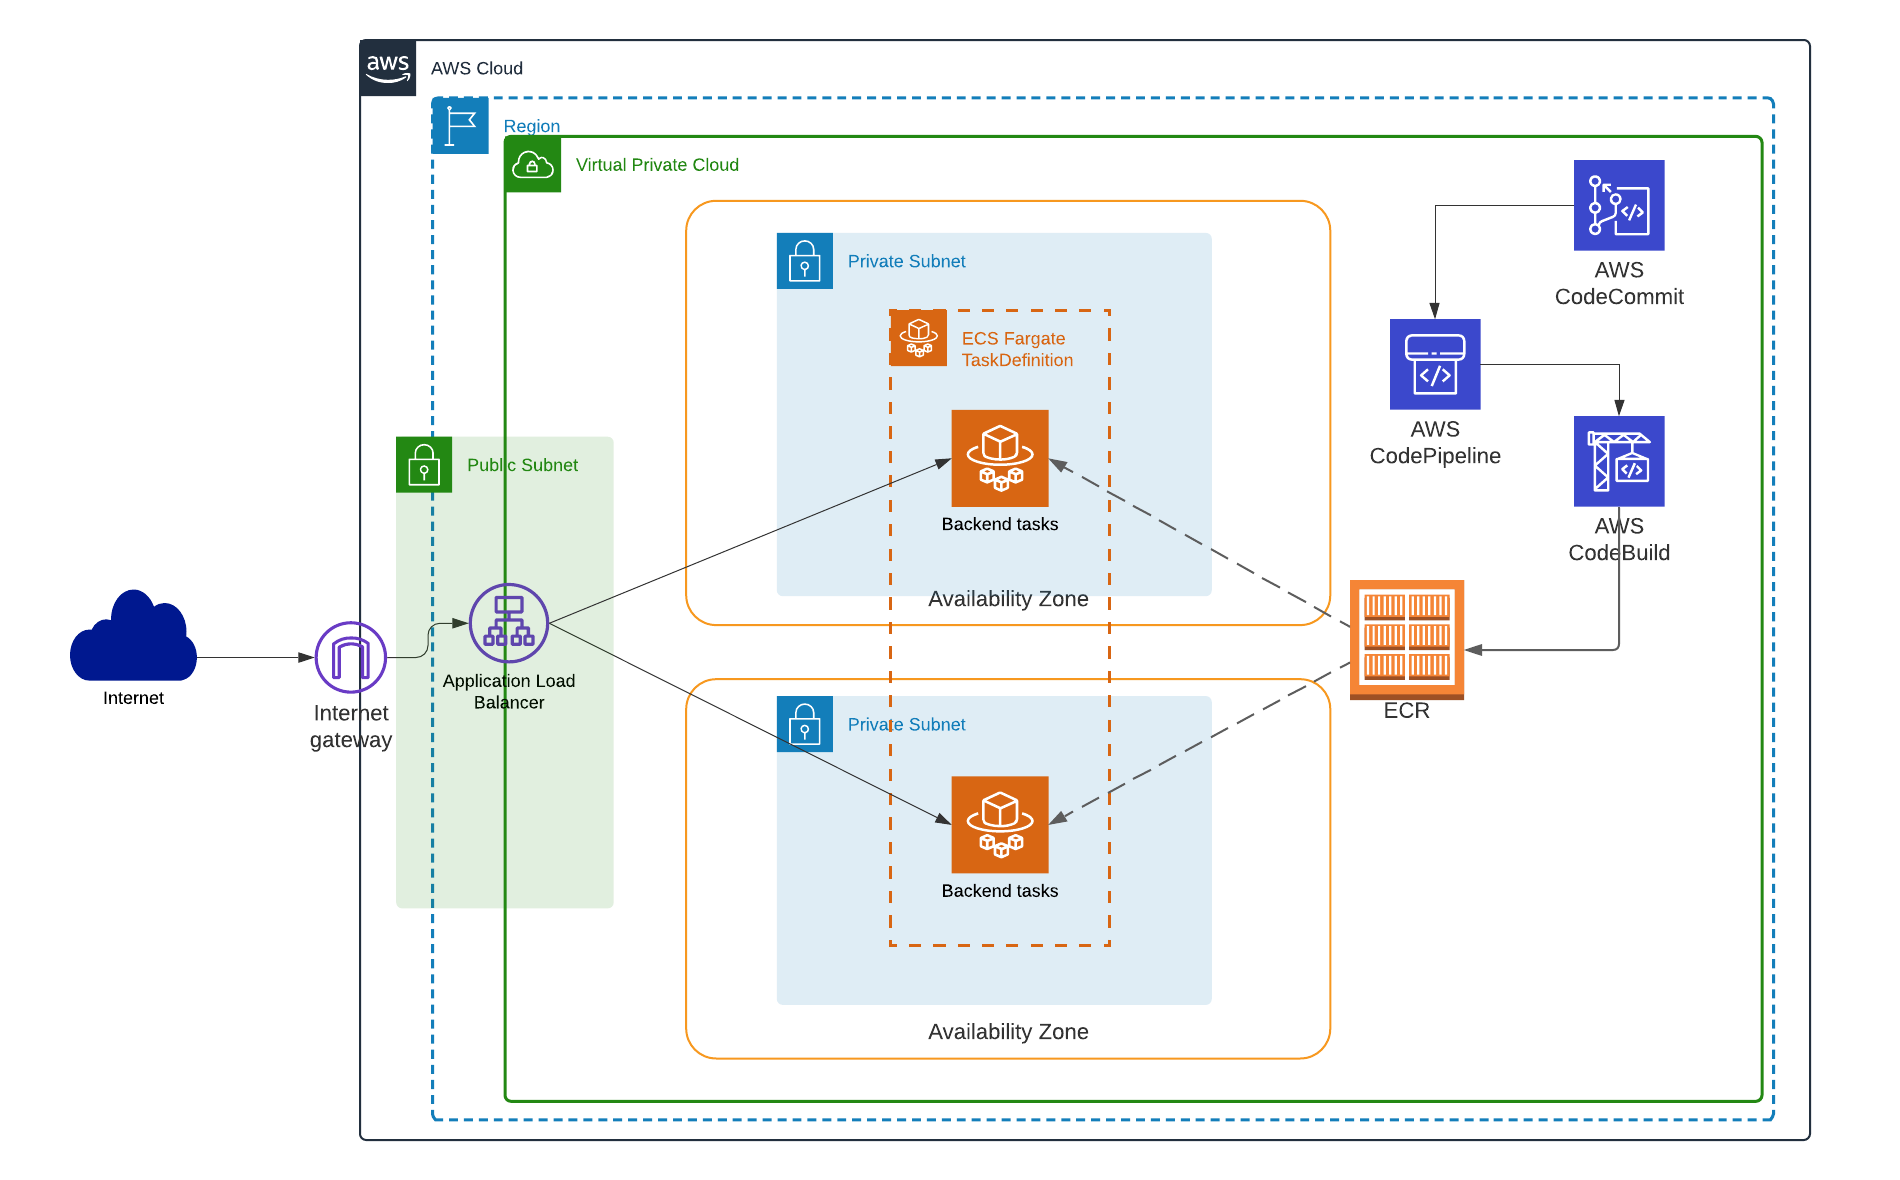 aws
AWS Cloud
Region
Virtual Private Cloud
Private Subnet
ECS Fargate
TaskDefinition
Backend tasks
Availability Zone
Public Subnet
Application Load
Balancer
Internet
Internet
gateway
Private Subnet
Backend tasks
Availability Zone
AWS
CodeCommit
AWS
CodePipeline
AWS
CodeBuild
ECR